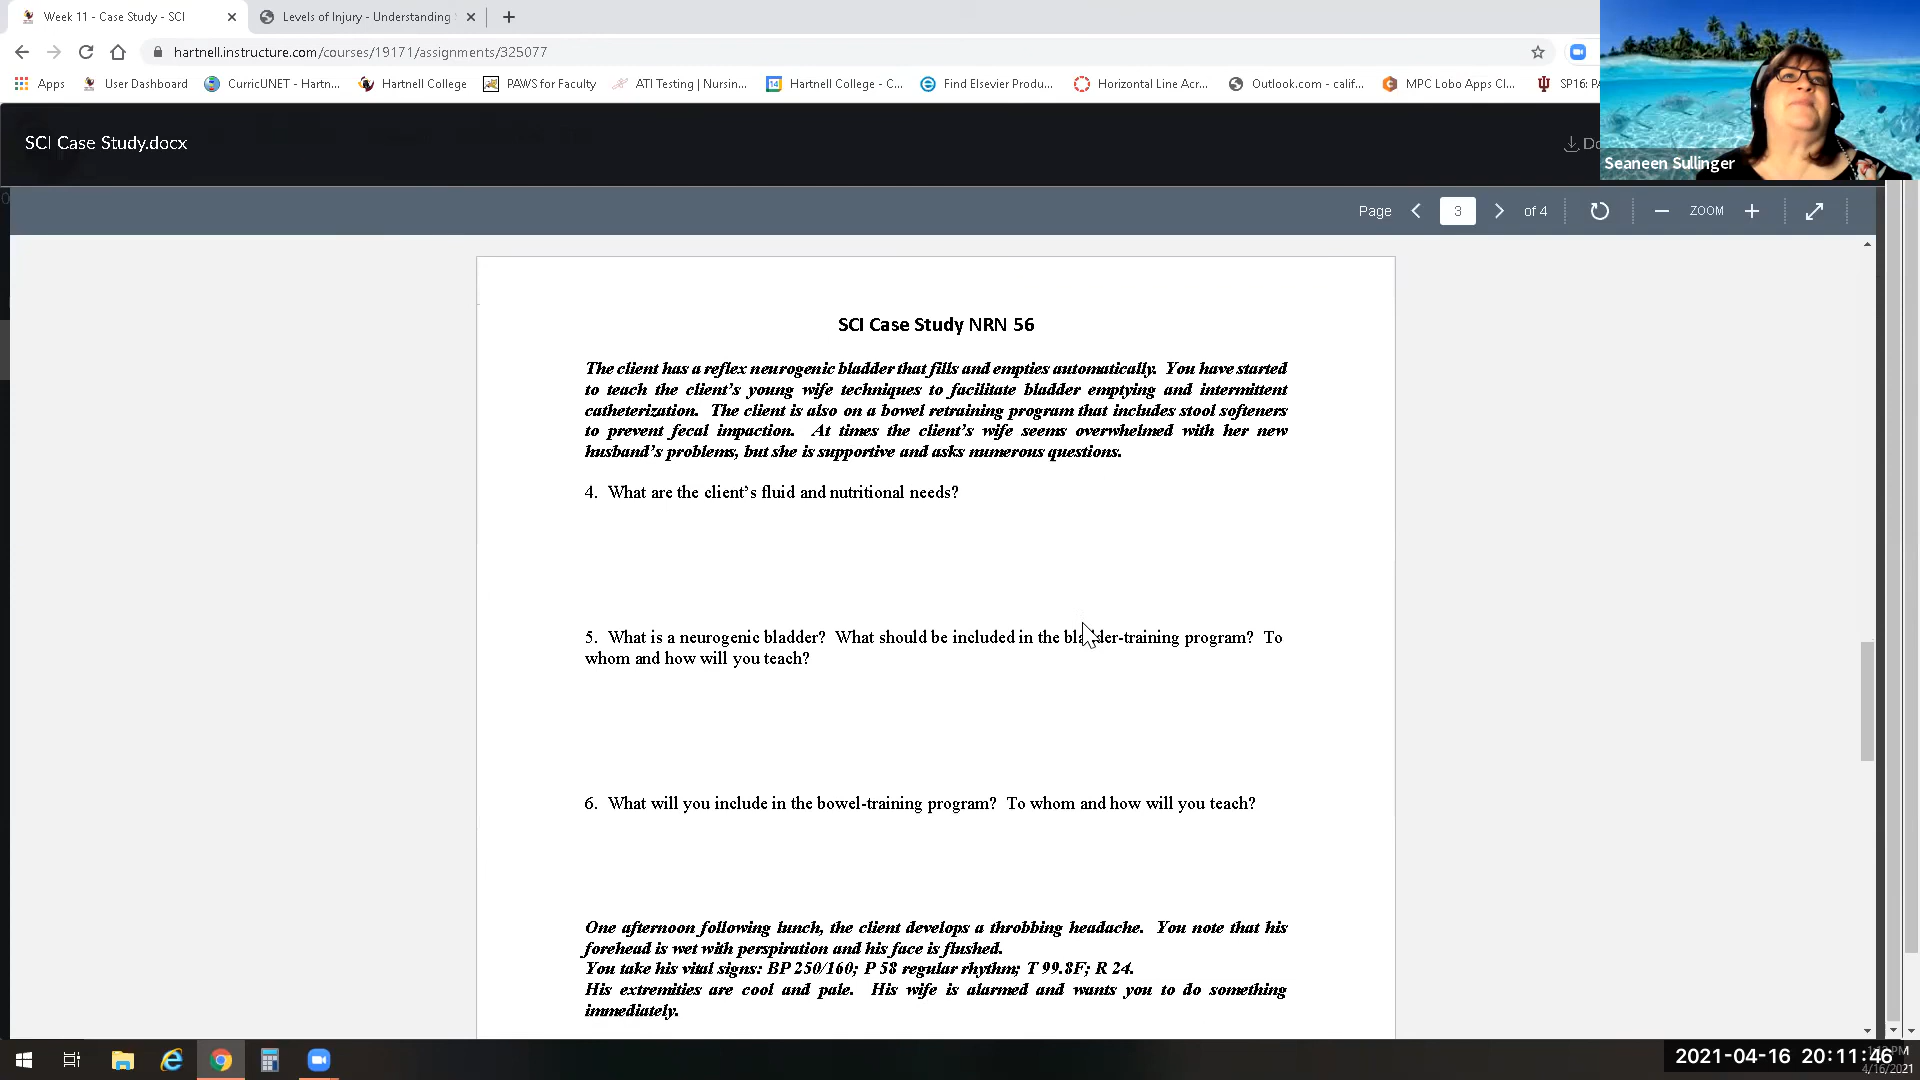 Week 11 - Case Study - SCI
Levels of Injury - Understanding
hartnell.instructure.com/courses/19171/assignments/325077
Apps
User Dashboard
CurricUNET - Hartn...
Hartnell College
PAWS for Faculty
ATI Testing | Nursin...
Hartnell College - C...
Find Elsevier Produ...
Horizontal Line Acr...
Outlook.com - calif...
MPC Lobo Apps Cl...
SP16:
SCI Case Study.docx
Seaneen Sullinger
Page 3 of 4
ZOOM
SCI Case Study NRN 56
The client has a reflex neurogenic bladder that fills and empties automatically. You have started
to teach the client's young wife techniques to facilitate bladder emptying and intermittent
catheterization. The client is also on a bowel retraining program that includes stool softeners
to prevent fecal impaction. At times the client's wife seems overwhelmed with her new
husband's problems, but she is supportive and asks numerous questions.
4. What are the client's fluid and nutritional needs?
5. What is a neurogenic bladder? What should be included in the bladder-training program? To
whom and how will you teach?
6. What will you include in the bowel-training program? To whom and how will you teach?
One afternoon following lunch, the client develops a throbbing headache. You note that his
forehead is wet with perspiration and his face is flushed.
You take his vital signs: BP 250/160; P 58 regular rhythm; T 99.8F; R 24.
His extremities are cool and pale. His wife is alarmed and wants you to do something
immediately.
2021-04-16 20:11:46
4/16/2021